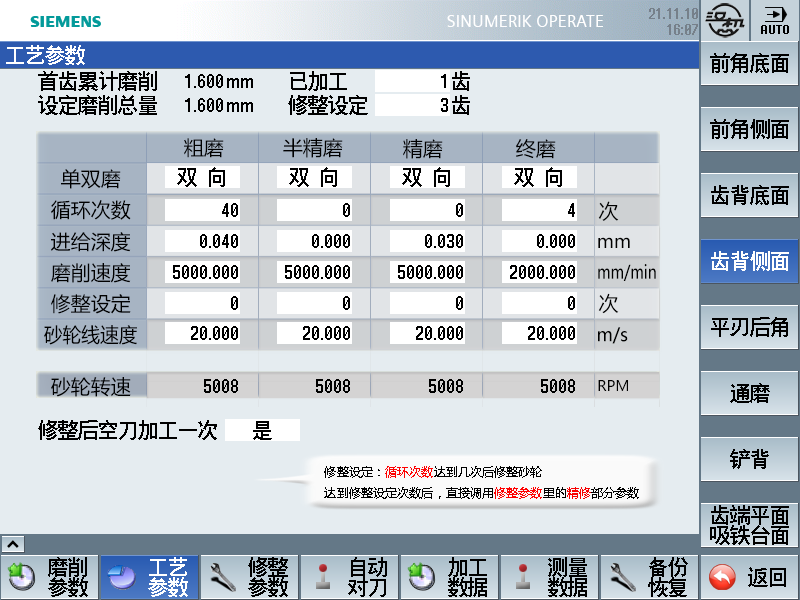 SIEMENS
SINUMERIK OPERATE
21.11.18
16:07
AUTO
工艺参数
首齿累计磨削 1.600mm 已加工 1齿
设定磨削总量 1.600mm 修整设定 3齿
粗磨 半精磨 精磨 终磨
单双磨 双 向 双 向 双 向 双 向
循环次数 40 0 0 4 次
进给深度 0.040 0.000 0.030 0.000 mm
磨削速度 5000.000 5000.000 5000.000 2000.000 mm/min
修整设定 0 0 0 0 次
砂轮线速度 20.000 20.000 20.000 20.000 m/s
砂轮转速 5008 5008 5008 5008 RPM
修整后空刀加工一次 是
修整设定：循环次数达到几次后修整砂轮
达到修整设定次数后，直接调用修整参数里的精修部分参数
前角底面
前角侧面
齿背底面
齿背侧面
平刃后角
通磨
铲背
齿端平面
吸铁台面
磨削
参数
工艺
参数
修整
参数
自动
对刀
加工
数据
测量
数据
备份
恢复
返回